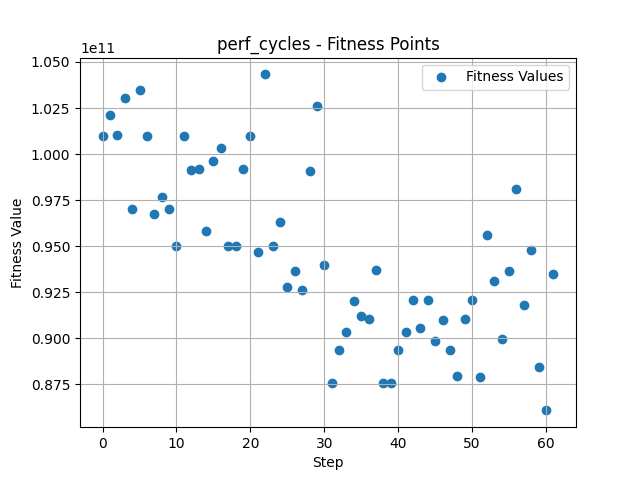 perf_cycles - Fitness Points
1e11
Fitness Values
1.050
1.025
1.000
0.975
0.950
0.925
0.900
0.875
Fitness Value
0 10 20 30 40 50 60
Step